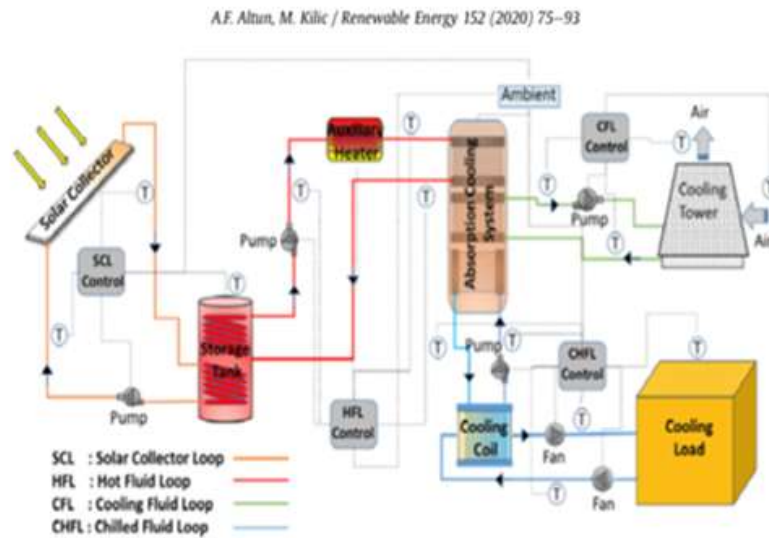 A.F. Altun, M. Kilic / Renewable Energy 152 (2020) 75–93
Ambient
Auxiliary
Heater
T
CFL
Control
T
Air
T
Cooling
Tower
T
Air
Solar Collector
T
Absorption Cooling
System
T
Pump
T
Pump
T
SCL
Control
T
T
Storage
Tank
T
Pump
CHFL
Control
T
Pump
HFL
Control
T
Cooling
Coil
Fan
Cooling
Load
T
Fan
SCL : Solar Collector Loop
HFL : Hot Fluid Loop
CFL : Cooling Fluid Loop
CHFL : Chilled Fluid Loop